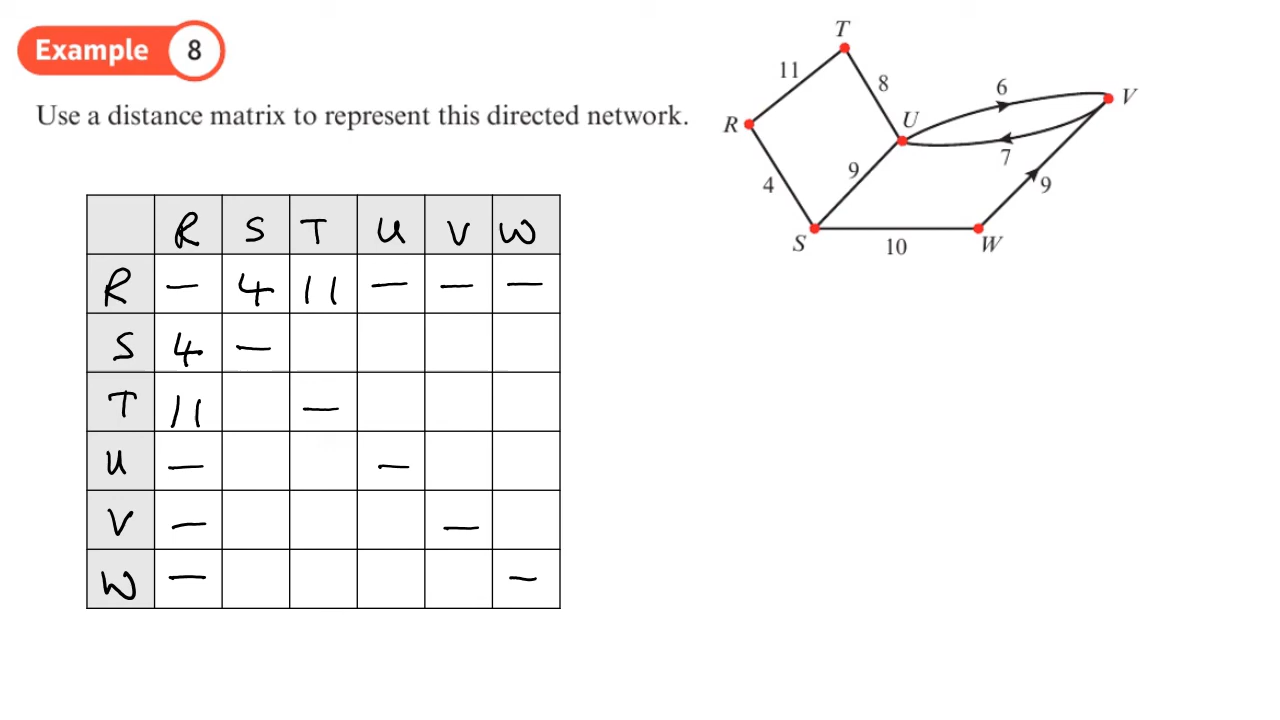 Example 8
Use a distance matrix to represent this directed network.
R S T U V W
R — 4 11 — — —
S 4 —
T 11 —
U — —
V — —
W — —
T
11
8
6
V
R
U
7
9
4
9
S
10
W